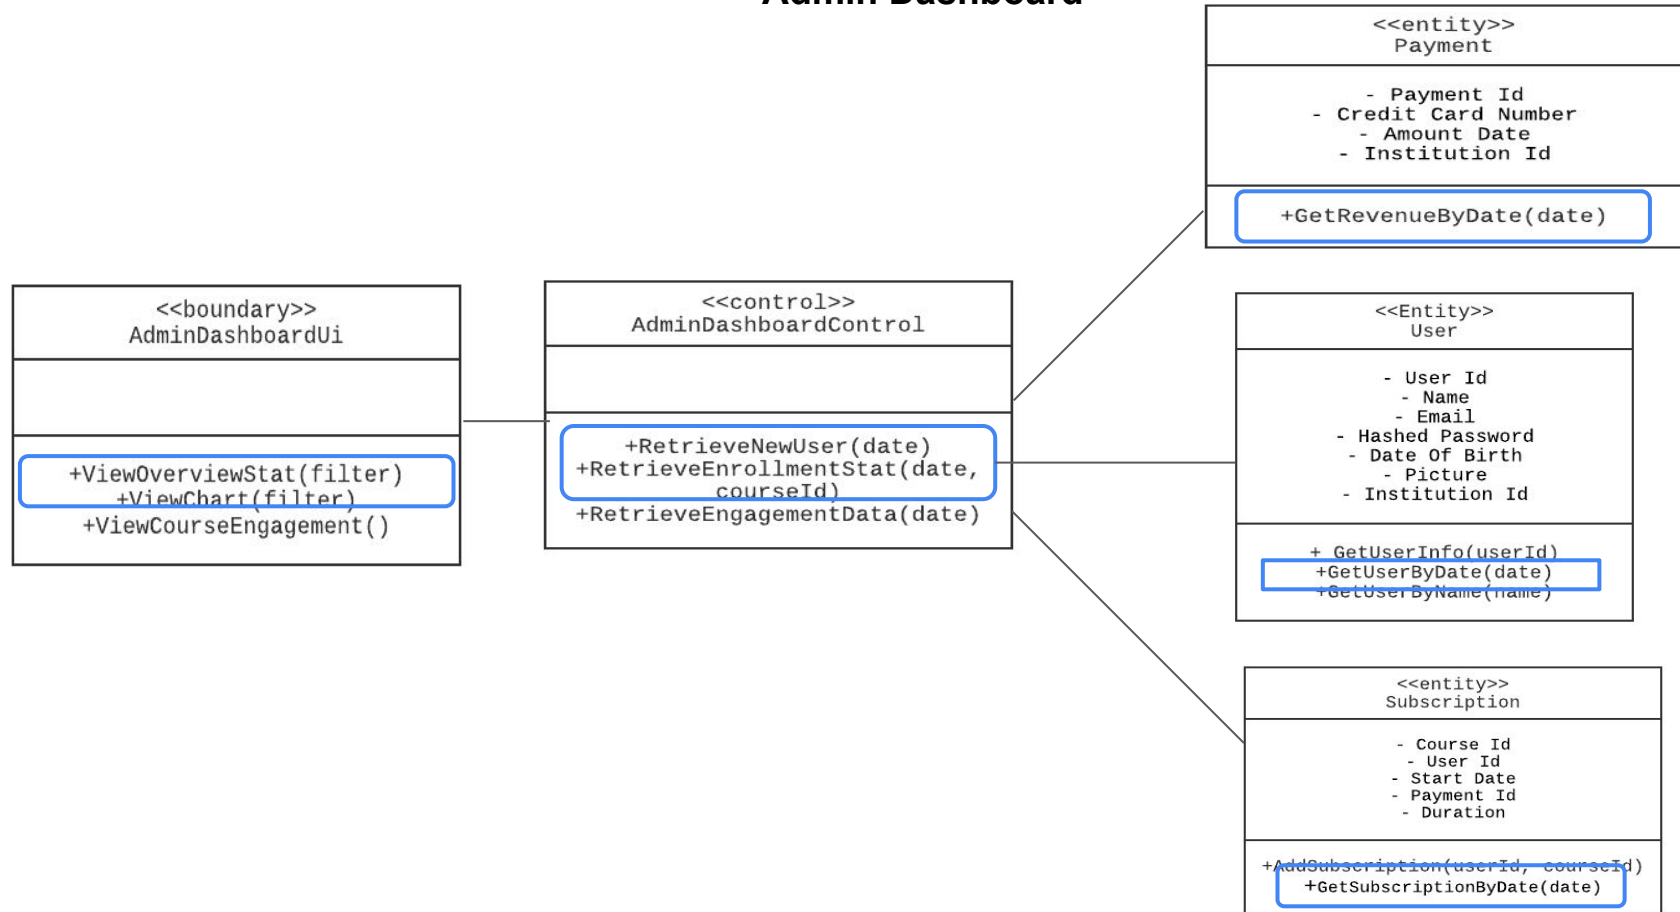 Admin Dashboard
<<entity>>
Payment
- Payment Id
- Credit Card Number
- Amount Date
- Institution Id
+GetRevenueByDate(date)
<<boundary>>
AdminDashboardUi
+ViewOverviewStat(filter)
+ViewChart(filter)
+ViewCourseEngagement()
<<control>>
AdminDashboardControl
+RetrieveNewUser(date)
+RetrieveEnrollmentStat(date,
courseId)
+RetrieveEngagementData(date)
<<Entity>>
User
- User Id
- Name
- Email
- Hashed Password
- Date Of Birth
- Picture
- Institution Id
+ GetUserInfo(userId)
+GetUserByDate(date)
+GetUserByName(name)
<<entity>>
Subscription
- Course Id
- User Id
- Start Date
- Payment Id
- Duration
+AddSubscription(userId, courseId)
+GetSubscriptionByDate(date)